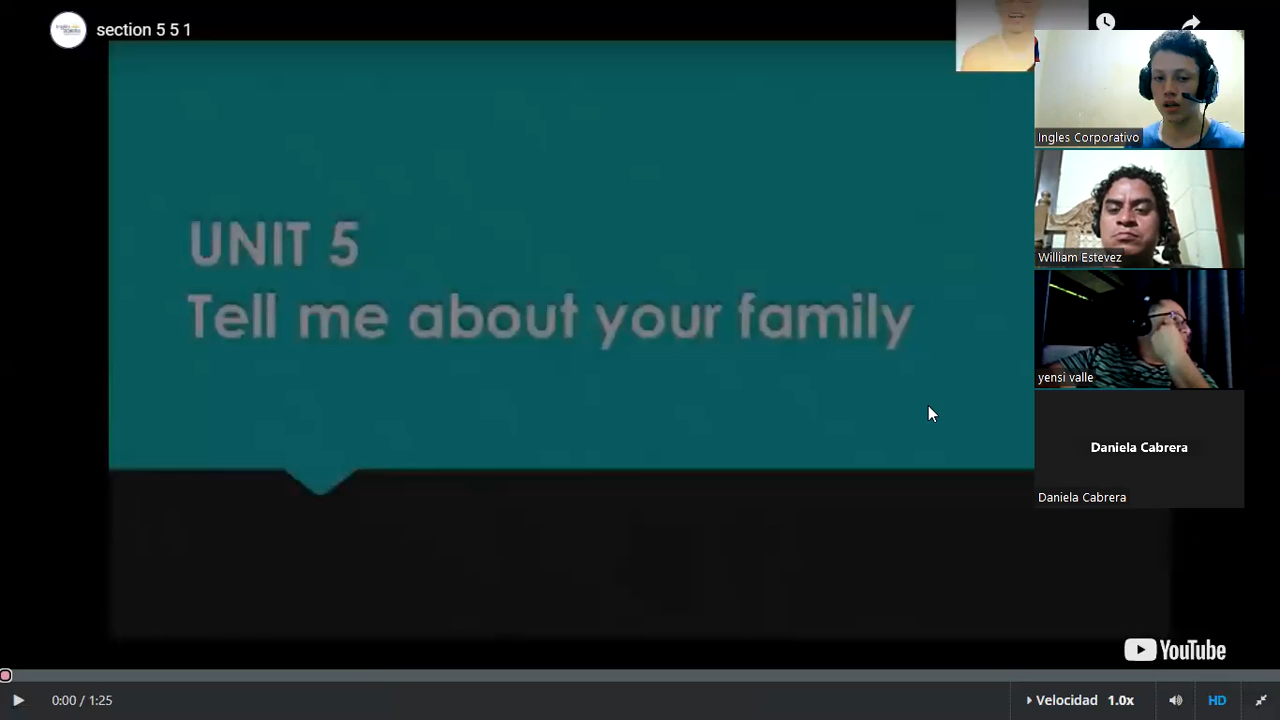 section 5 5 1
UNIT 5
Tell me about your family
Ingles Corporativo
William Estevez
yensi valle
Daniela Cabrera
Daniela Cabrera
YouTube
0:00 / 1:25
Velocidad 1.0x
HD